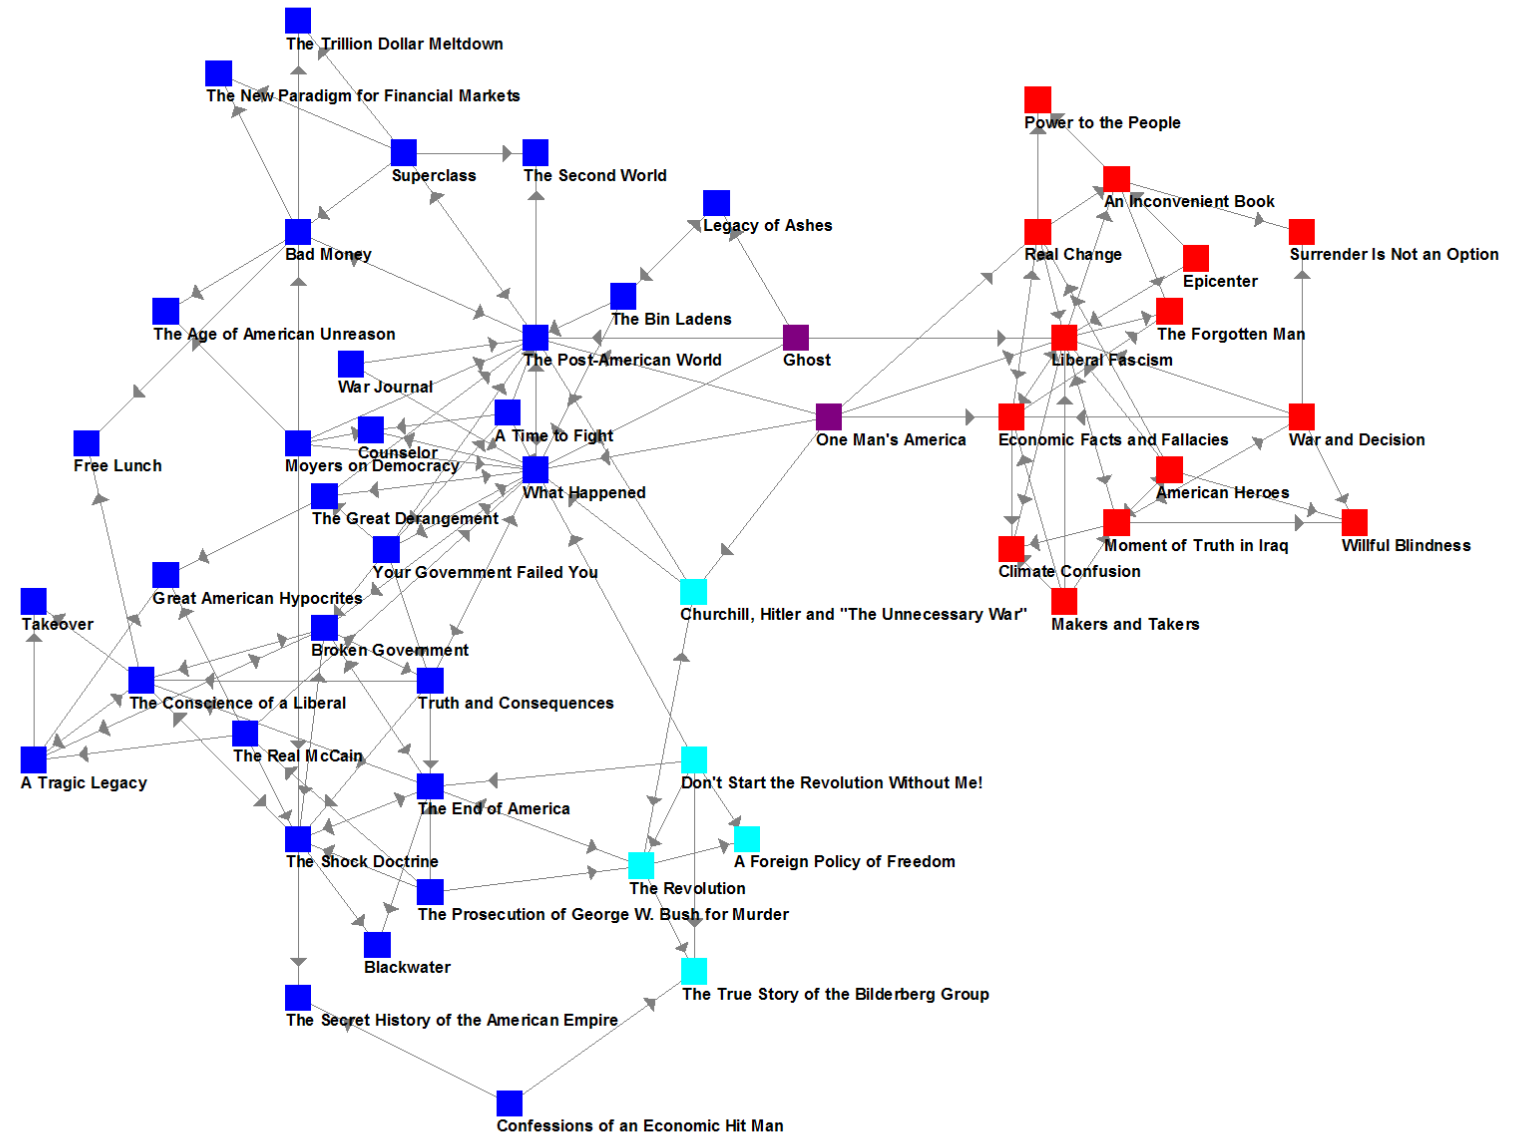 The Trillion Dollar Meltdown
The New Paradigm for Financial Markets
Power to the People
Superclass
The Second World
An Inconvenient Book
Legacy of Ashes
Bad Money
Real Change
Surrender Is Not an Option
Epicenter
The Bin Ladens
The Age of American Unreason
The Forgotten Man
The Post-American World
Ghost
Liberal Fascism
War Journal
A Time to Fight
One Man's America
Economic Facts and Fallacies
War and Decision
Counselor
Free Lunch
Moyers on Democracy
What Happened
American Heroes
The Great Derangement
Moment of Truth in Iraq
Willful Blindness
Your Government Failed You
Climate Confusion
Great American Hypocrites
Churchill, Hitler and "The Unnecessary War"
Takeover
Makers and Takers
Broken Government
The Conscience of a Liberal
Truth and Consequences
The Real McCain
A Tragic Legacy
Don't Start the Revolution Without Me!
The End of America
The Shock Doctrine
A Foreign Policy of Freedom
The Revolution
The Prosecution of George W. Bush for Murder
Blackwater
The True Story of the Bilderberg Group
The Secret History of the American Empire
Confessions of an Economic Hit Man